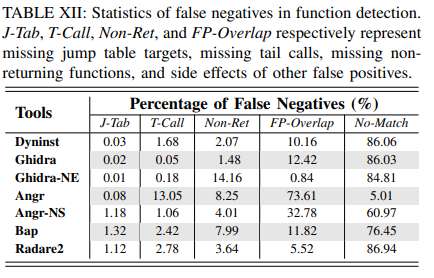 TABLE XII: Statistics of false negatives in function detection.
J-Tab, T-Call, Non-Ret, and FP-Overlap respectively represent
missing jump table targets, missing tail calls, missing non-
returning functions, and side effects of other false positives.
Tools Percentage of False Negatives (%)
J-Tab T-Call Non-Ret FP-Overlap No-Match
Dyninst 0.03 1.68 2.07 10.16 86.06
Ghidra 0.02 0.05 1.48 12.42 86.03
Ghidra-NE 0.01 0.18 14.16 0.84 84.81
Angr 0.08 13.05 8.25 73.61 5.01
Angr-NS 1.18 1.06 4.01 32.78 60.97
Bap 1.32 2.42 7.99 11.82 76.45
Radare2 1.12 2.78 3.64 5.52 86.94